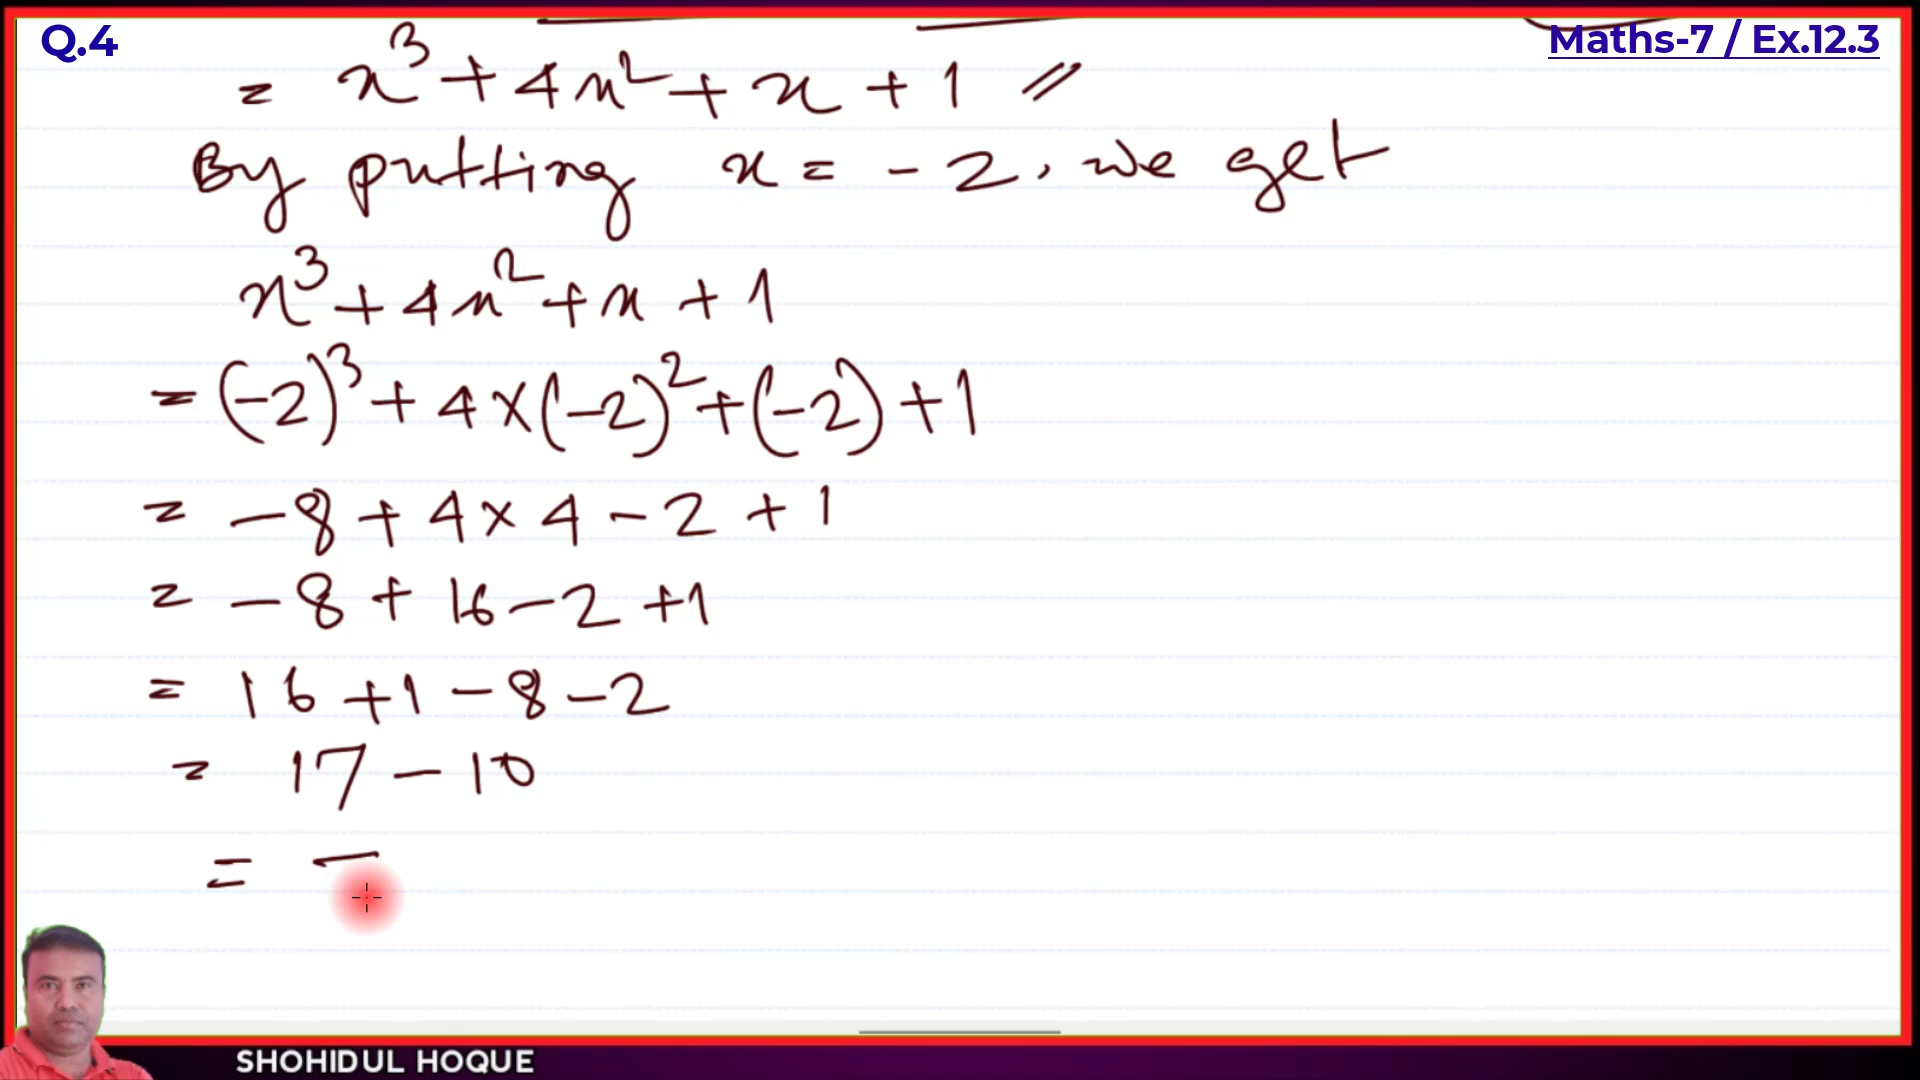 Q.4
Maths-7 / Ex.12.3
= x³ + 4x² + x + 1 //
By putting x = -2, we get
x³ + 4x² + x + 1
= (-2)³ + 4×(-2)² + (-2) + 1
= -8 + 4×4 - 2 + 1
= -8 + 16 - 2 + 1
= 16 + 1 - 8 - 2
= 17 - 10
=
SHOHIDUL HOQUE